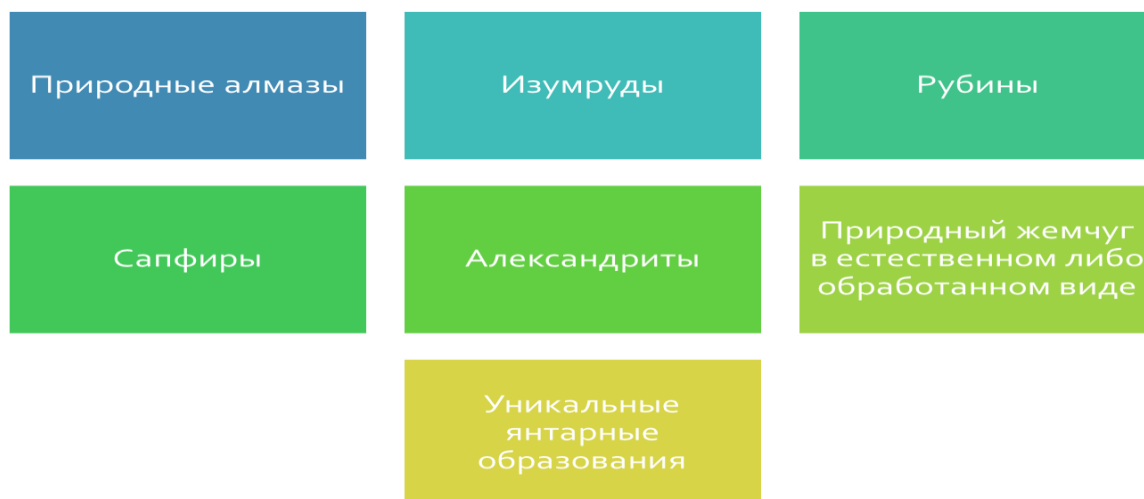 Природные алмазы
Изумруды
Рубины
Сапфиры
Александриты
Природный жемчуг
в естественном либо
обработанном виде
Уникальные
янтарные
образования